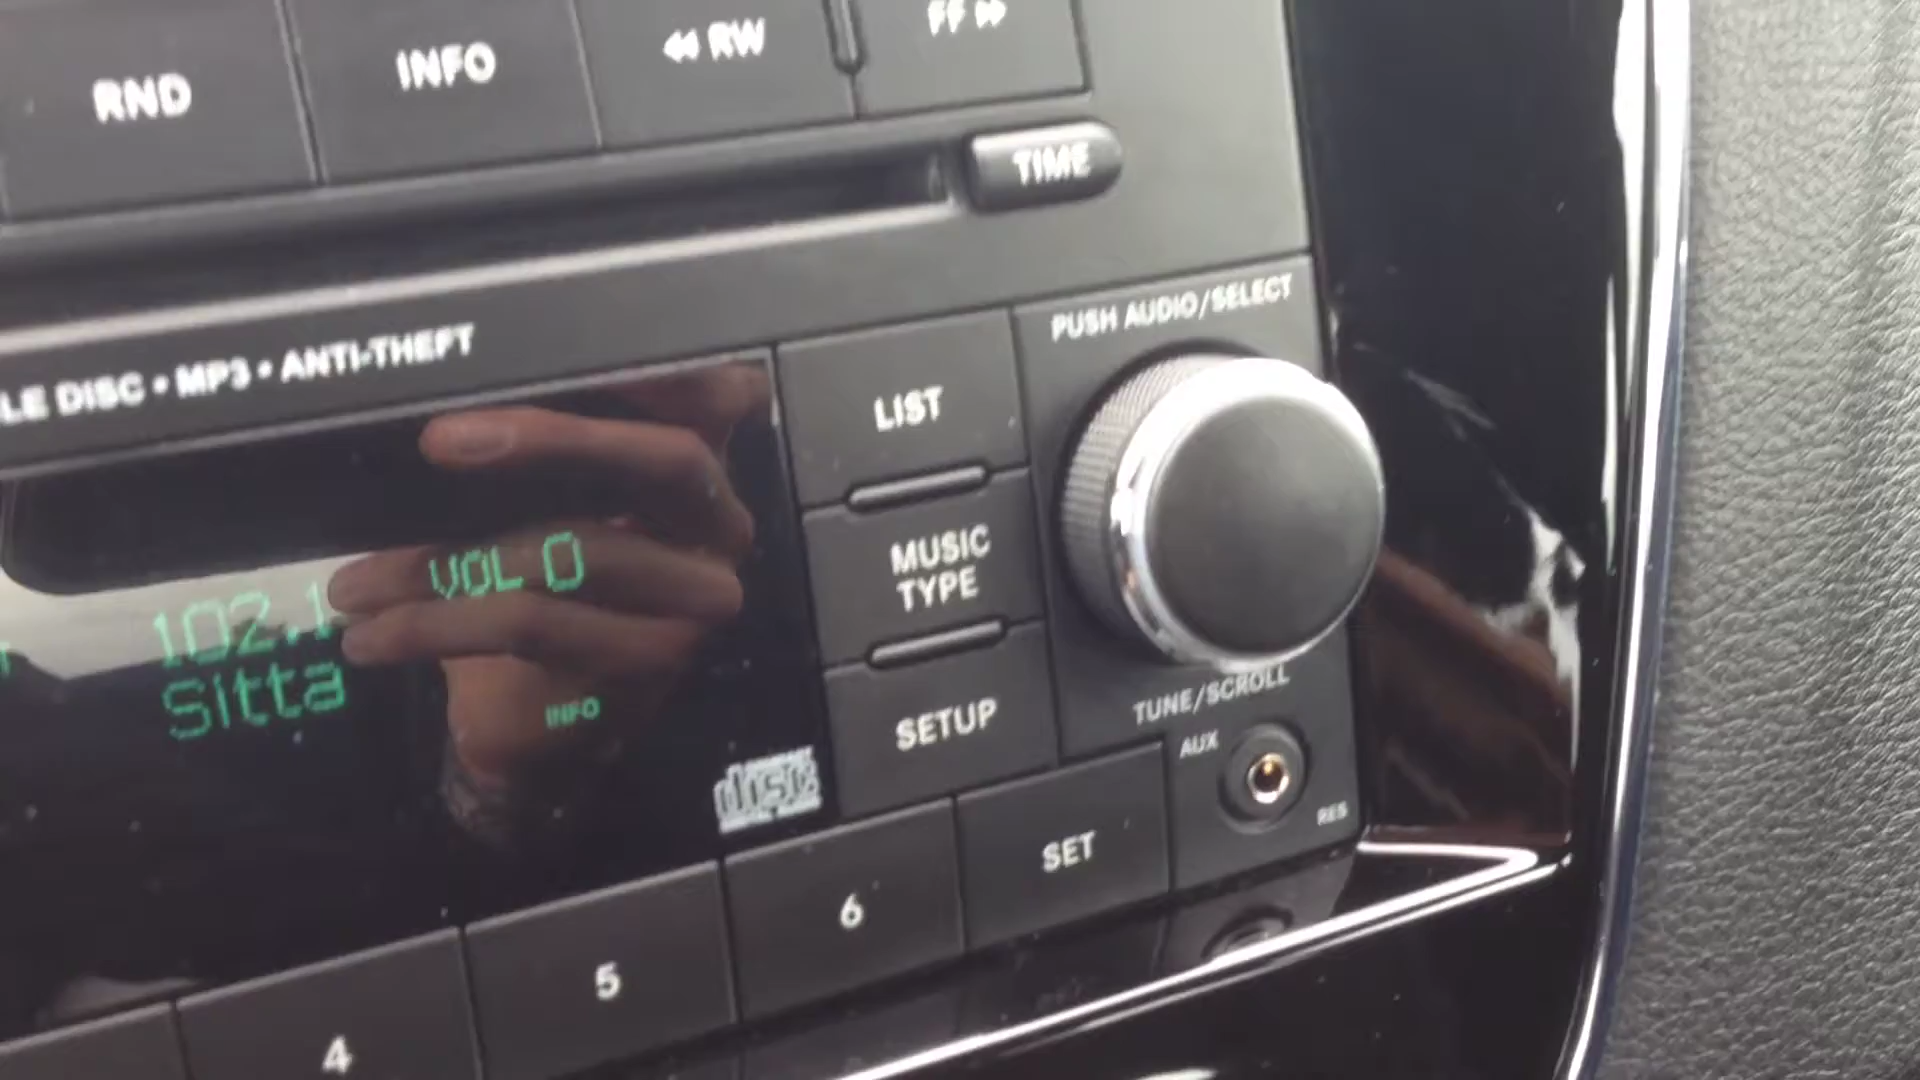 RND
INFO
RW
FF
TIME
LE DISC • MP3 • ANTI-THEFT
PUSH AUDIO/SELECT
LIST
MUSIC
TYPE
SETUP
VOL 0
102.1
Sitta
INFO
disc
TUNE/SCROLL
AUX
RES
SET
6
5
4